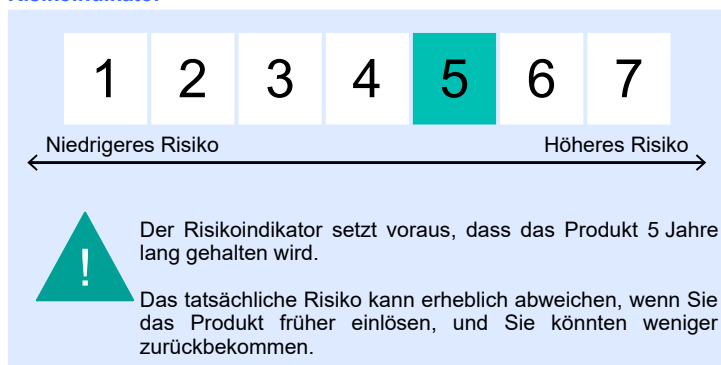 Risikoindikator
1 2 3 4 5 6 7
Niedrigeres Risiko Höheres Risiko
! Der Risikoindikator setzt voraus, dass das Produkt 5 Jahre
lang gehalten wird.
Das tatsächliche Risiko kann erheblich abweichen, wenn Sie
das Produkt früher einlösen, und Sie könnten weniger
zurückbekommen.